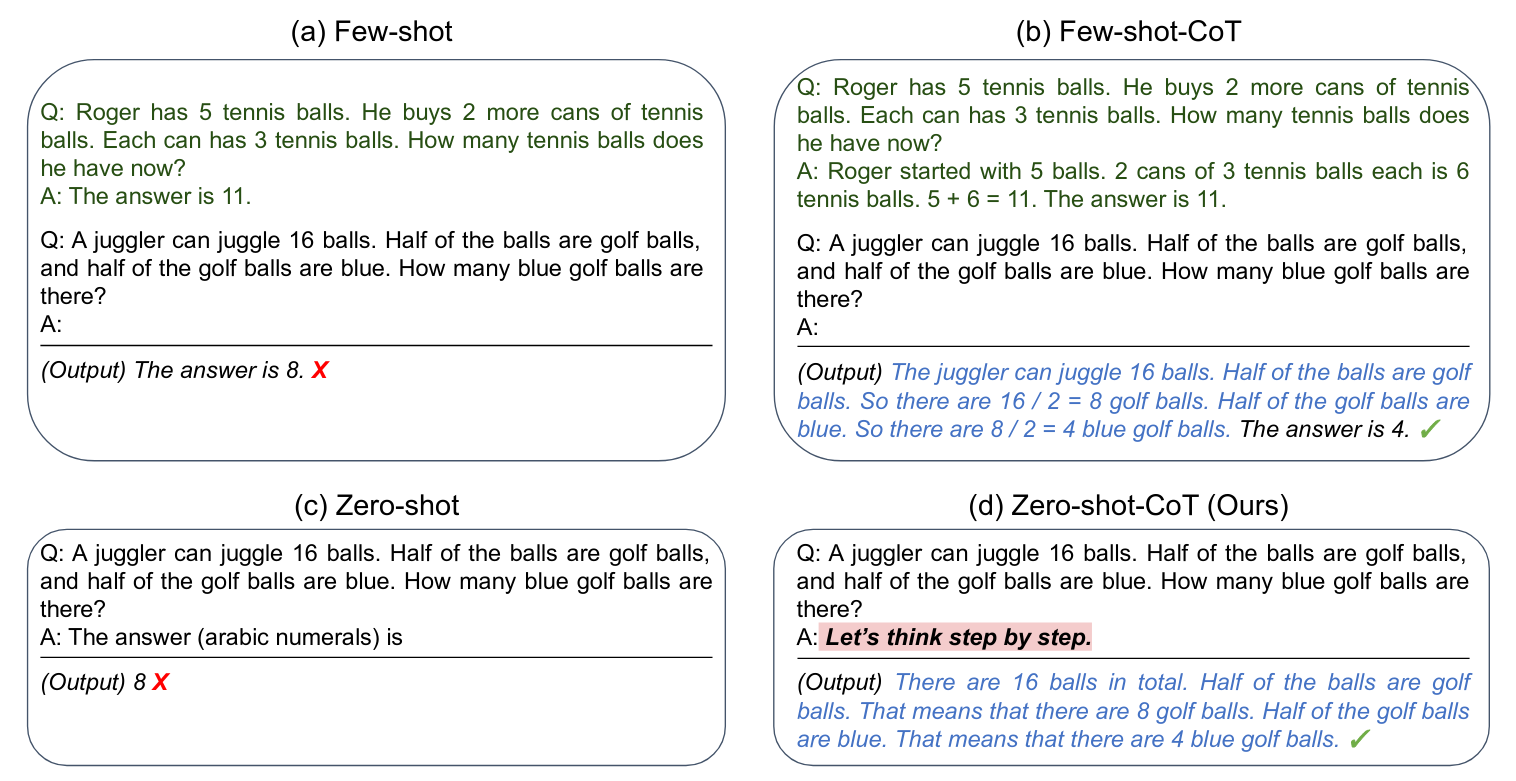 (a) Few-shot
Q: Roger has 5 tennis balls. He buys 2 more cans of tennis
balls. Each can has 3 tennis balls. How many tennis balls does
he have now?
A: The answer is 11.
Q: A juggler can juggle 16 balls. Half of the balls are golf balls,
and half of the golf balls are blue. How many blue golf balls are
there?
A:
(Output) The answer is 8. X
(b) Few-shot-CoT
Q: Roger has 5 tennis balls. He buys 2 more cans of tennis
balls. Each can has 3 tennis balls. How many tennis balls does
he have now?
A: Roger started with 5 balls. 2 cans of 3 tennis balls each is 6
tennis balls. 5 + 6 = 11. The answer is 11.
Q: A juggler can juggle 16 balls. Half of the balls are golf balls,
and half of the golf balls are blue. How many blue golf balls are
there?
A:
(Output) The juggler can juggle 16 balls. Half of the balls are golf
balls. So there are 16 / 2 = 8 golf balls. Half of the golf balls are
blue. So there are 8 / 2 = 4 blue golf balls. The answer is 4. ✓
(c) Zero-shot
Q: A juggler can juggle 16 balls. Half of the balls are golf balls,
and half of the golf balls are blue. How many blue golf balls are
there?
A: The answer (arabic numerals) is
(Output) 8 X
(d) Zero-shot-CoT (Ours)
Q: A juggler can juggle 16 balls. Half of the balls are golf balls,
and half of the golf balls are blue. How many blue golf balls are
there?
A: Let’s think step by step.
(Output) There are 16 balls in total. Half of the balls are golf
balls. That means that there are 8 golf balls. Half of the golf balls
are blue. That means that there are 4 blue golf balls. ✓